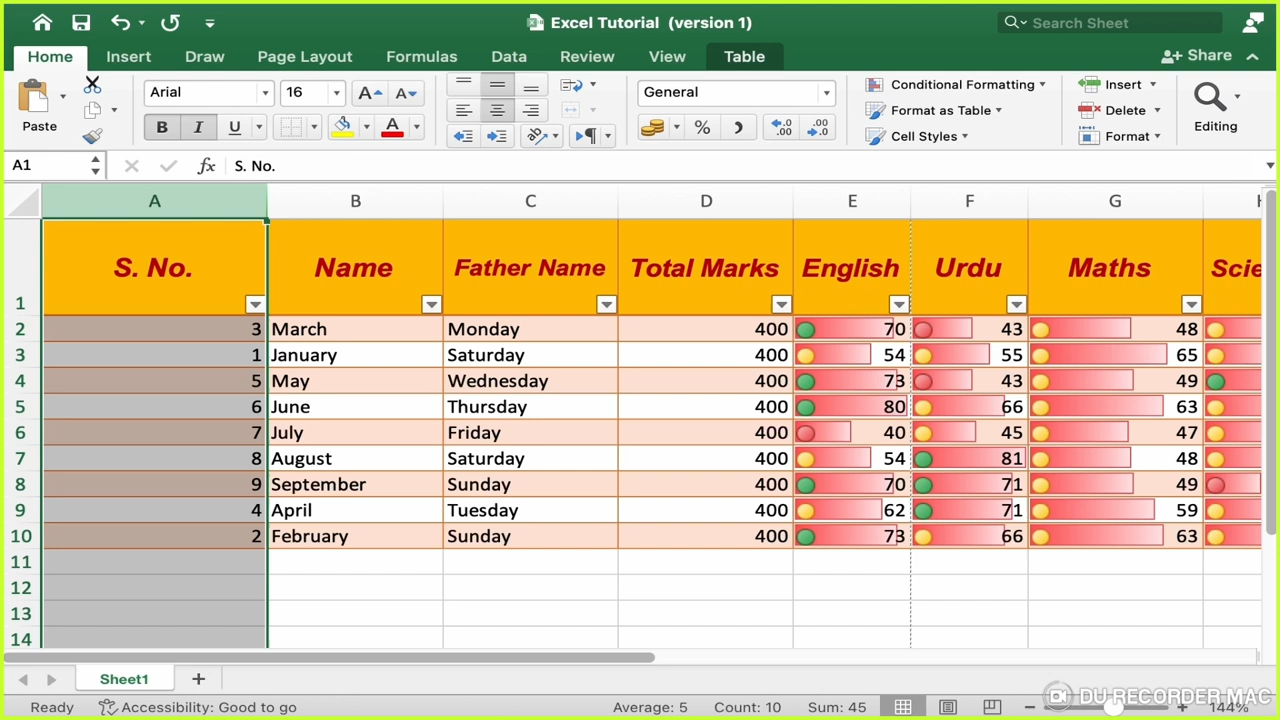 Excel Tutorial (version 1)
Search Sheet
Home Insert Draw Page Layout Formulas Data Review View Table
Share
Paste
Arial 16 A A
B I U A
General
% 
.0 .00 .00 .0
Conditional Formatting
Format as Table
Cell Styles
Insert
Delete
Format
Editing
A1 fx S. No.
A B C D E F G
1 S. No. Name Father Name Total Marks English Urdu Maths Scie
2 3 March Monday 400 70 43 48
3 1 January Saturday 400 54 55 65
4 5 May Wednesday 400 73 43 49
5 6 June Thursday 400 80 66 63
6 7 July Friday 400 40 45 47
7 8 August Saturday 400 54 81 48
8 9 September Sunday 400 70 71 49
9 4 April Tuesday 400 62 71 59
10 2 February Sunday 400 73 66 63
11
12
13
14
Sheet1 +
Ready Accessibility: Good to go Average: 5 Count: 10 Sum: 45 144%
DU RECORDER MAC